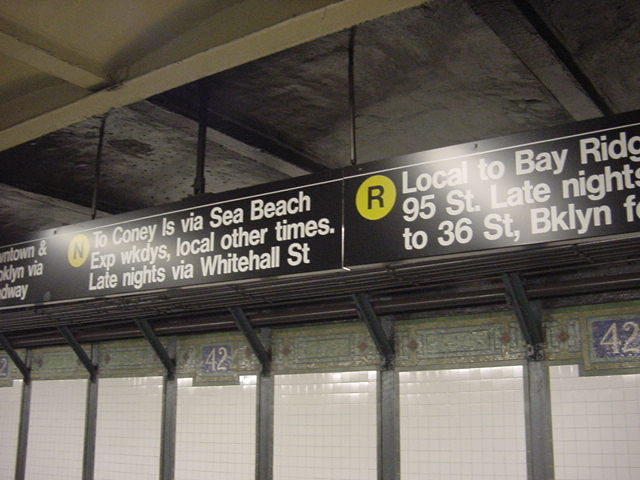 wntown &
oklyn via
dway
N To Coney Is via Sea Beach
Exp wkdys, local other times.
Late nights via Whitehall St
R Local to Bay Ridg
95 St. Late nights
to 36 St, Bklyn f
42
42